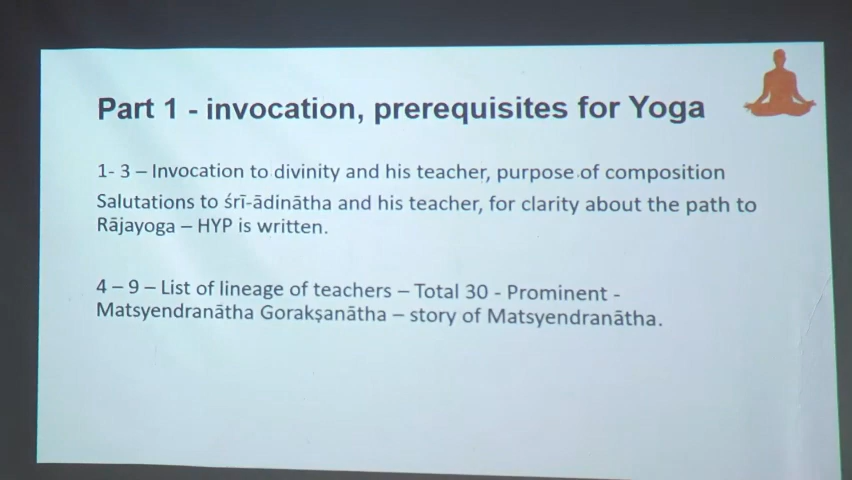 Part 1 - invocation, prerequisites for Yoga
1- 3 – Invocation to divinity and his teacher, purpose of composition
Salutations to śrī-ādinātha and his teacher, for clarity about the path to
Rājayoga – HYP is written.
4 – 9 – List of lineage of teachers – Total 30 - Prominent -
Matsyendranātha Gorakṣanātha – story of Matsyendranātha.